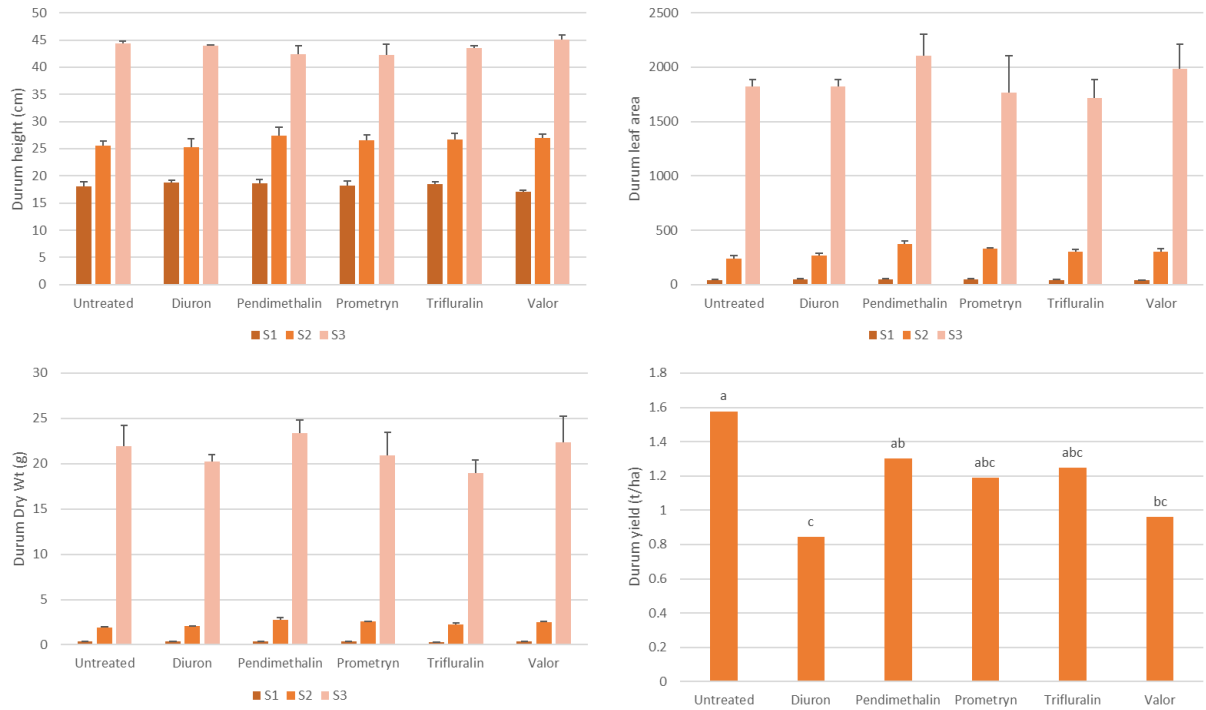 Durum height (cm)
50
45
40
35
30
25
20
15
10
5
0
Untreated Diuron Pendimethalin Prometryn Trifluralin Valor
S1 S2 S3
Durum leaf area
2500
2000
1500
1000
500
0
Untreated Diuron Pendimethalin Prometryn Trifluralin Valor
S1 S2 S3
Durum Dry Wt (g)
30
25
20
15
10
5
0
Untreated Diuron Pendimethalin Prometryn Trifluralin Valor
S1 S2 S3
Durum yield (t/ha)
1.8
1.6
1.4
1.2
1
0.8
0.6
0.4
0.2
0
a c ab abc abc bc
Untreated Diuron Pendimethalin Prometryn Trifluralin Valor